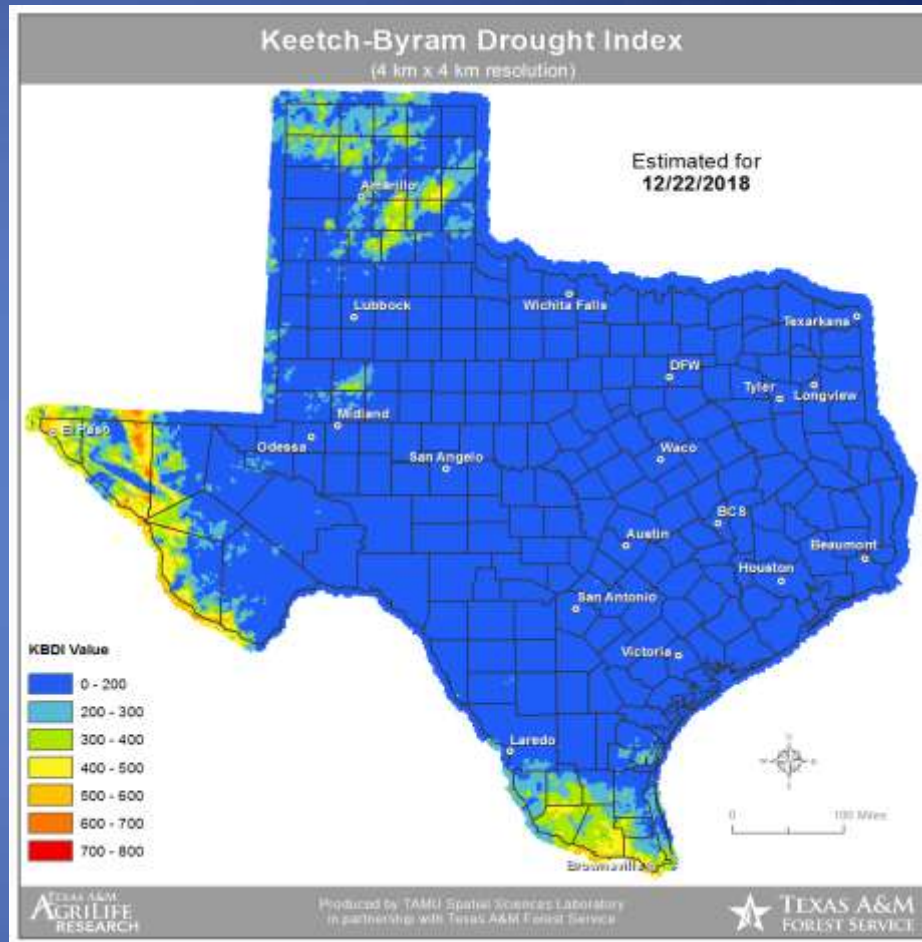 Keetch-Byram Drought Index
(4 km x 4 km resolution)
Estimated for
12/22/2018
Amarillo
Lubbock
Wichita Falls
Texarkana
DFW
Tyler
Longview
Midland
El Paso
Odessa
San Angelo
Waco
BCS
Austin
Beaumont
Houston
San Antonio
Victoria
KBDI Value
0 - 200
200 - 300
300 - 400
400 - 500
500 - 600
600 - 700
700 - 800
Laredo
N
W
E
S
0 100 Miles
Brownsville
TEXAS A&M
AGRILIFE
RESEARCH
Produced by TAMU Spatial Sciences Laboratory
in partnership with Texas A&M Forest Service
TEXAS A&M
FOREST SERVICE